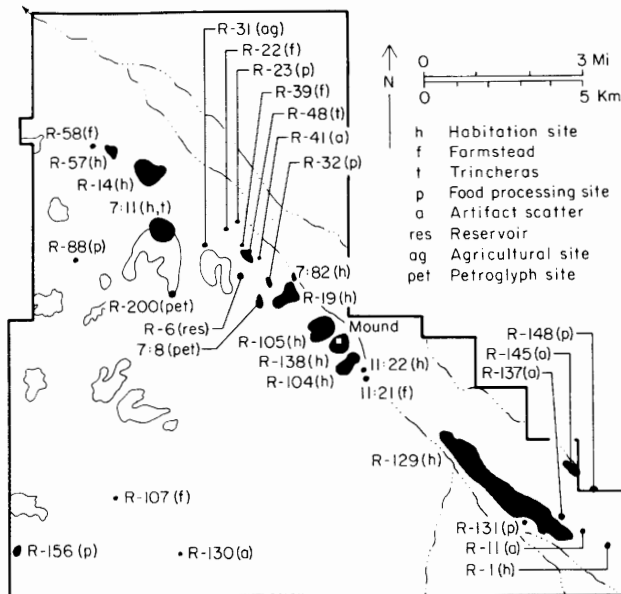 R-31(ag)
R-22(f)
R-23(p)
R-39(f)
R-48(t)
R-41(a)
R-32(p)
R-58(f)
R-57(h)
R-14(h)
7:11(h,t)
R-88(p)
R-200(pet)
R-6(res)
7:8(pet)
7:82(h)
R-19(h)
Mound
R-105(h)
R-138(h)
R-104(h)
11:22(h)
11:21(f)
R-148(p)
R-145(a)
R-137(a)
R-129(h)
R-107(f)
R-131(p)
R-11(a)
R-1(h)
R-156(p)
R-130(a)
N
0 3 Mi
0 5 Km
h Habitation site
f Farmstead
t Trincheras
p Food processing site
a Artifact scatter
res Reservoir
ag Agricultural site
pet Petroglyph site